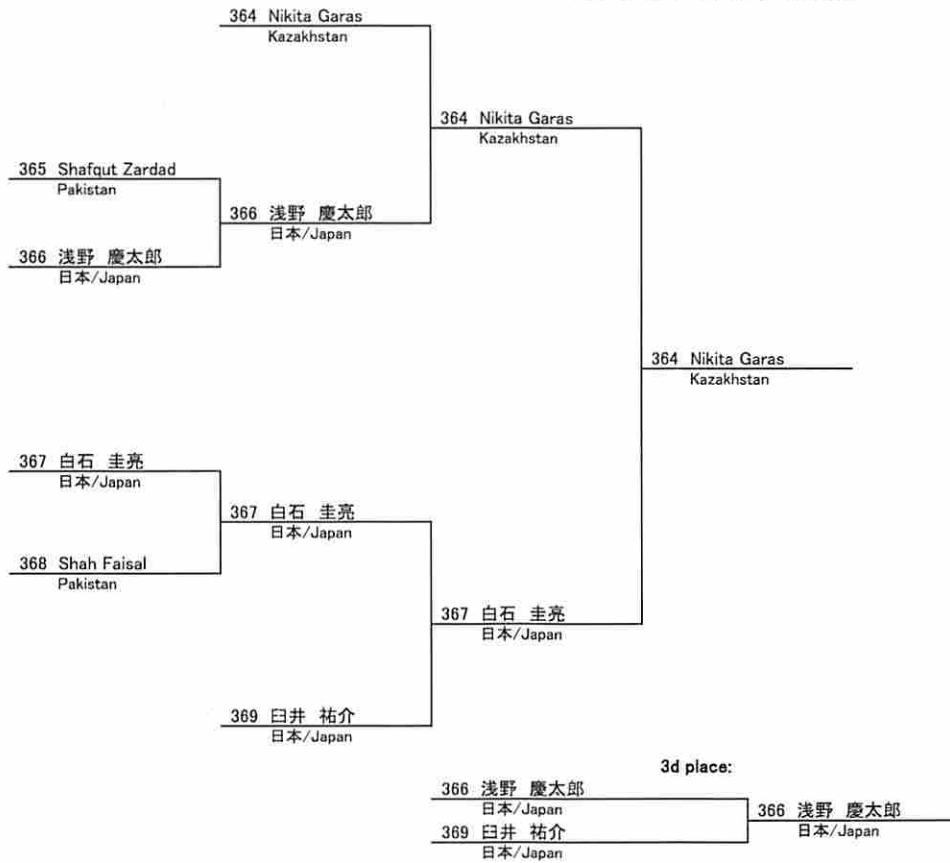 364 Nikita Garas
Kazakhstan
364 Nikita Garas
Kazakhstan
365 Shafqut Zardad
Pakistan
366 浅野 慶太郎
日本/Japan
366 浅野 慶太郎
日本/Japan
364 Nikita Garas
Kazakhstan
367 白石 圭亮
日本/Japan
367 白石 圭亮
日本/Japan
368 Shah Faisal
Pakistan
367 白石 圭亮
日本/Japan
369 臼井 祐介
日本/Japan
3d place:
366 浅野 慶太郎
日本/Japan
366 浅野 慶太郎
日本/Japan
369 臼井 祐介
日本/Japan